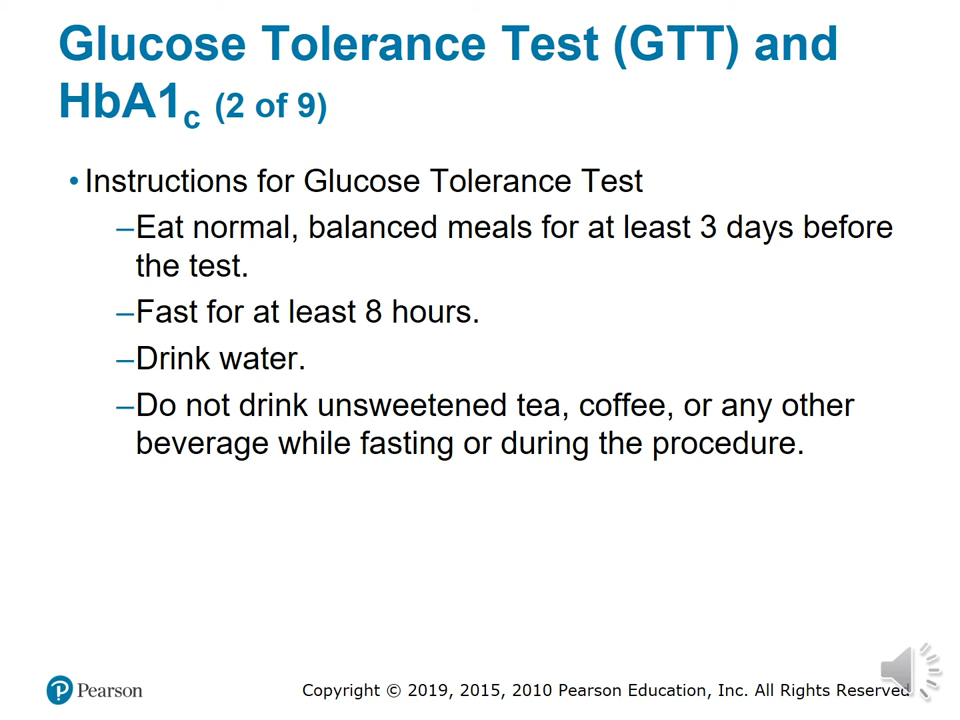 Glucose Tolerance Test (GTT) and
HbA1c (2 of 9)
• Instructions for Glucose Tolerance Test
–Eat normal, balanced meals for at least 3 days before
the test.
–Fast for at least 8 hours.
–Drink water.
–Do not drink unsweetened tea, coffee, or any other
beverage while fasting or during the procedure.
Pearson
Copyright © 2019, 2015, 2010 Pearson Education, Inc. All Rights Reserved